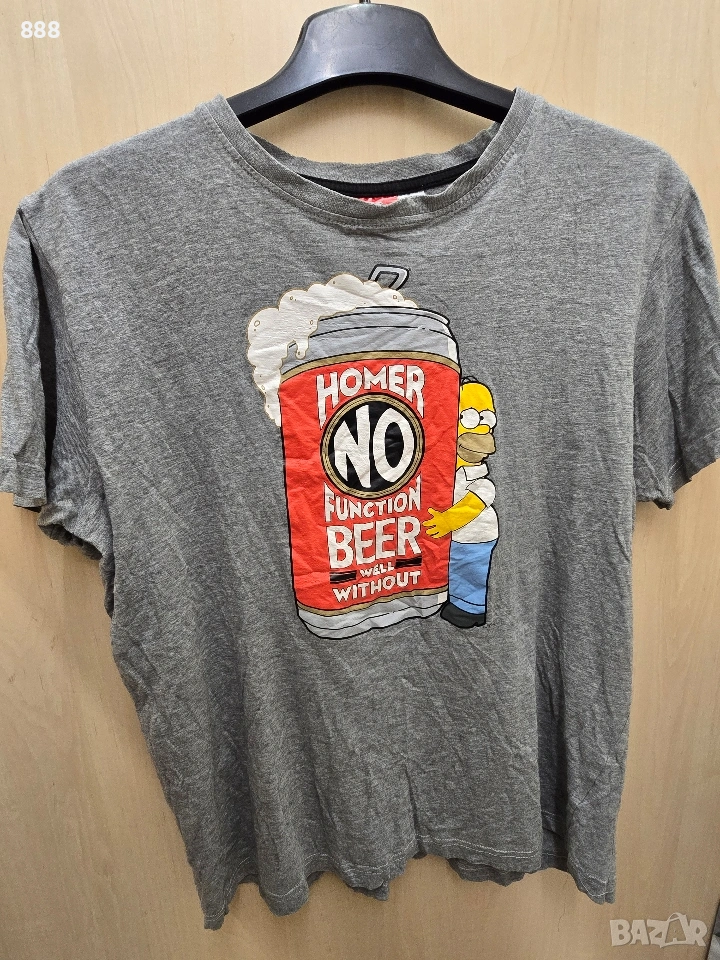 888
HOMER
NO
FUNCTION
BEER
WELL
WITHOUT
BAZAR